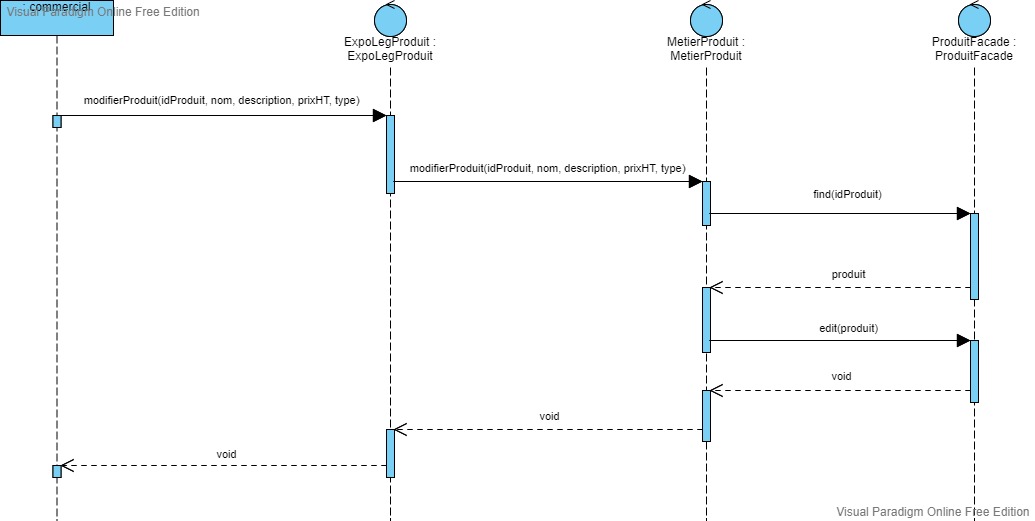 : commercial
Visual Paradigm Online Free Edition
ExpoLegProduit :
ExpoLegProduit
MetierProduit :
MetierProduit
ProduitFacade :
ProduitFacade
modifierProduit(idProduit, nom, description, prixHT, type)
modifierProduit(idProduit, nom, description, prixHT, type)
find(idProduit)
produit
edit(produit)
void
void
void
Visual Paradigm Online Free Edition